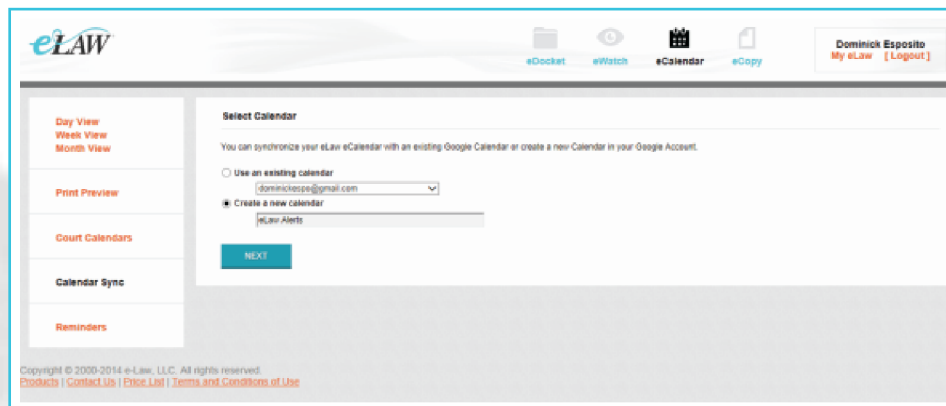 eLAW
eDocket
eWatch
eCalendar
eCopy
Dominick Esposito
My eLaw [ Logout ]
Day View
Week View
Month View
Print Preview
Court Calendars
Calendar Sync
Reminders
Select Calendar
You can synchronize your eLaw eCalendar with an existing Google Calendar or create a new Calendar in your Google Account.
Use an existing calendar
dominickespo@gmail.com
Create a new calendar
eLaw Alerts
NEXT
Copyright © 2000-2014 e-Law, LLC. All rights reserved.
Products | Contact Us | Price List | Terms and Conditions of Use